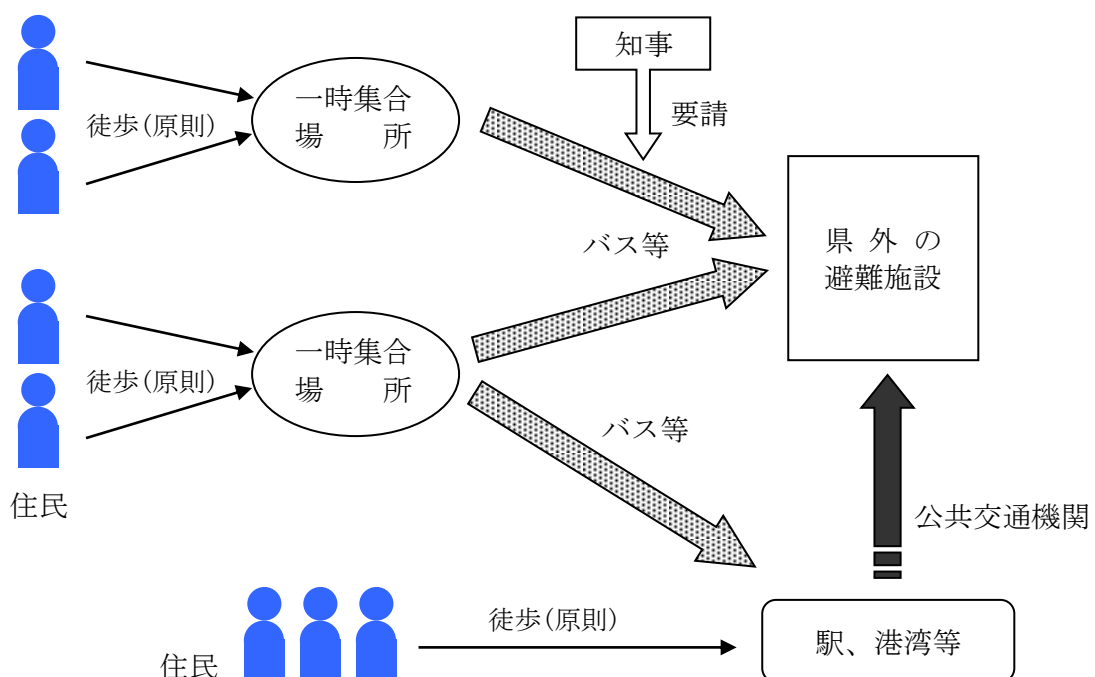 知事
要請
徒歩(原則)
一時集合
場　　所
バス等
県 外 の
避難施設
徒歩(原則)
一時集合
場　　所
バス等
住民
公共交通機関
徒歩(原則)
駅、港湾等
住民